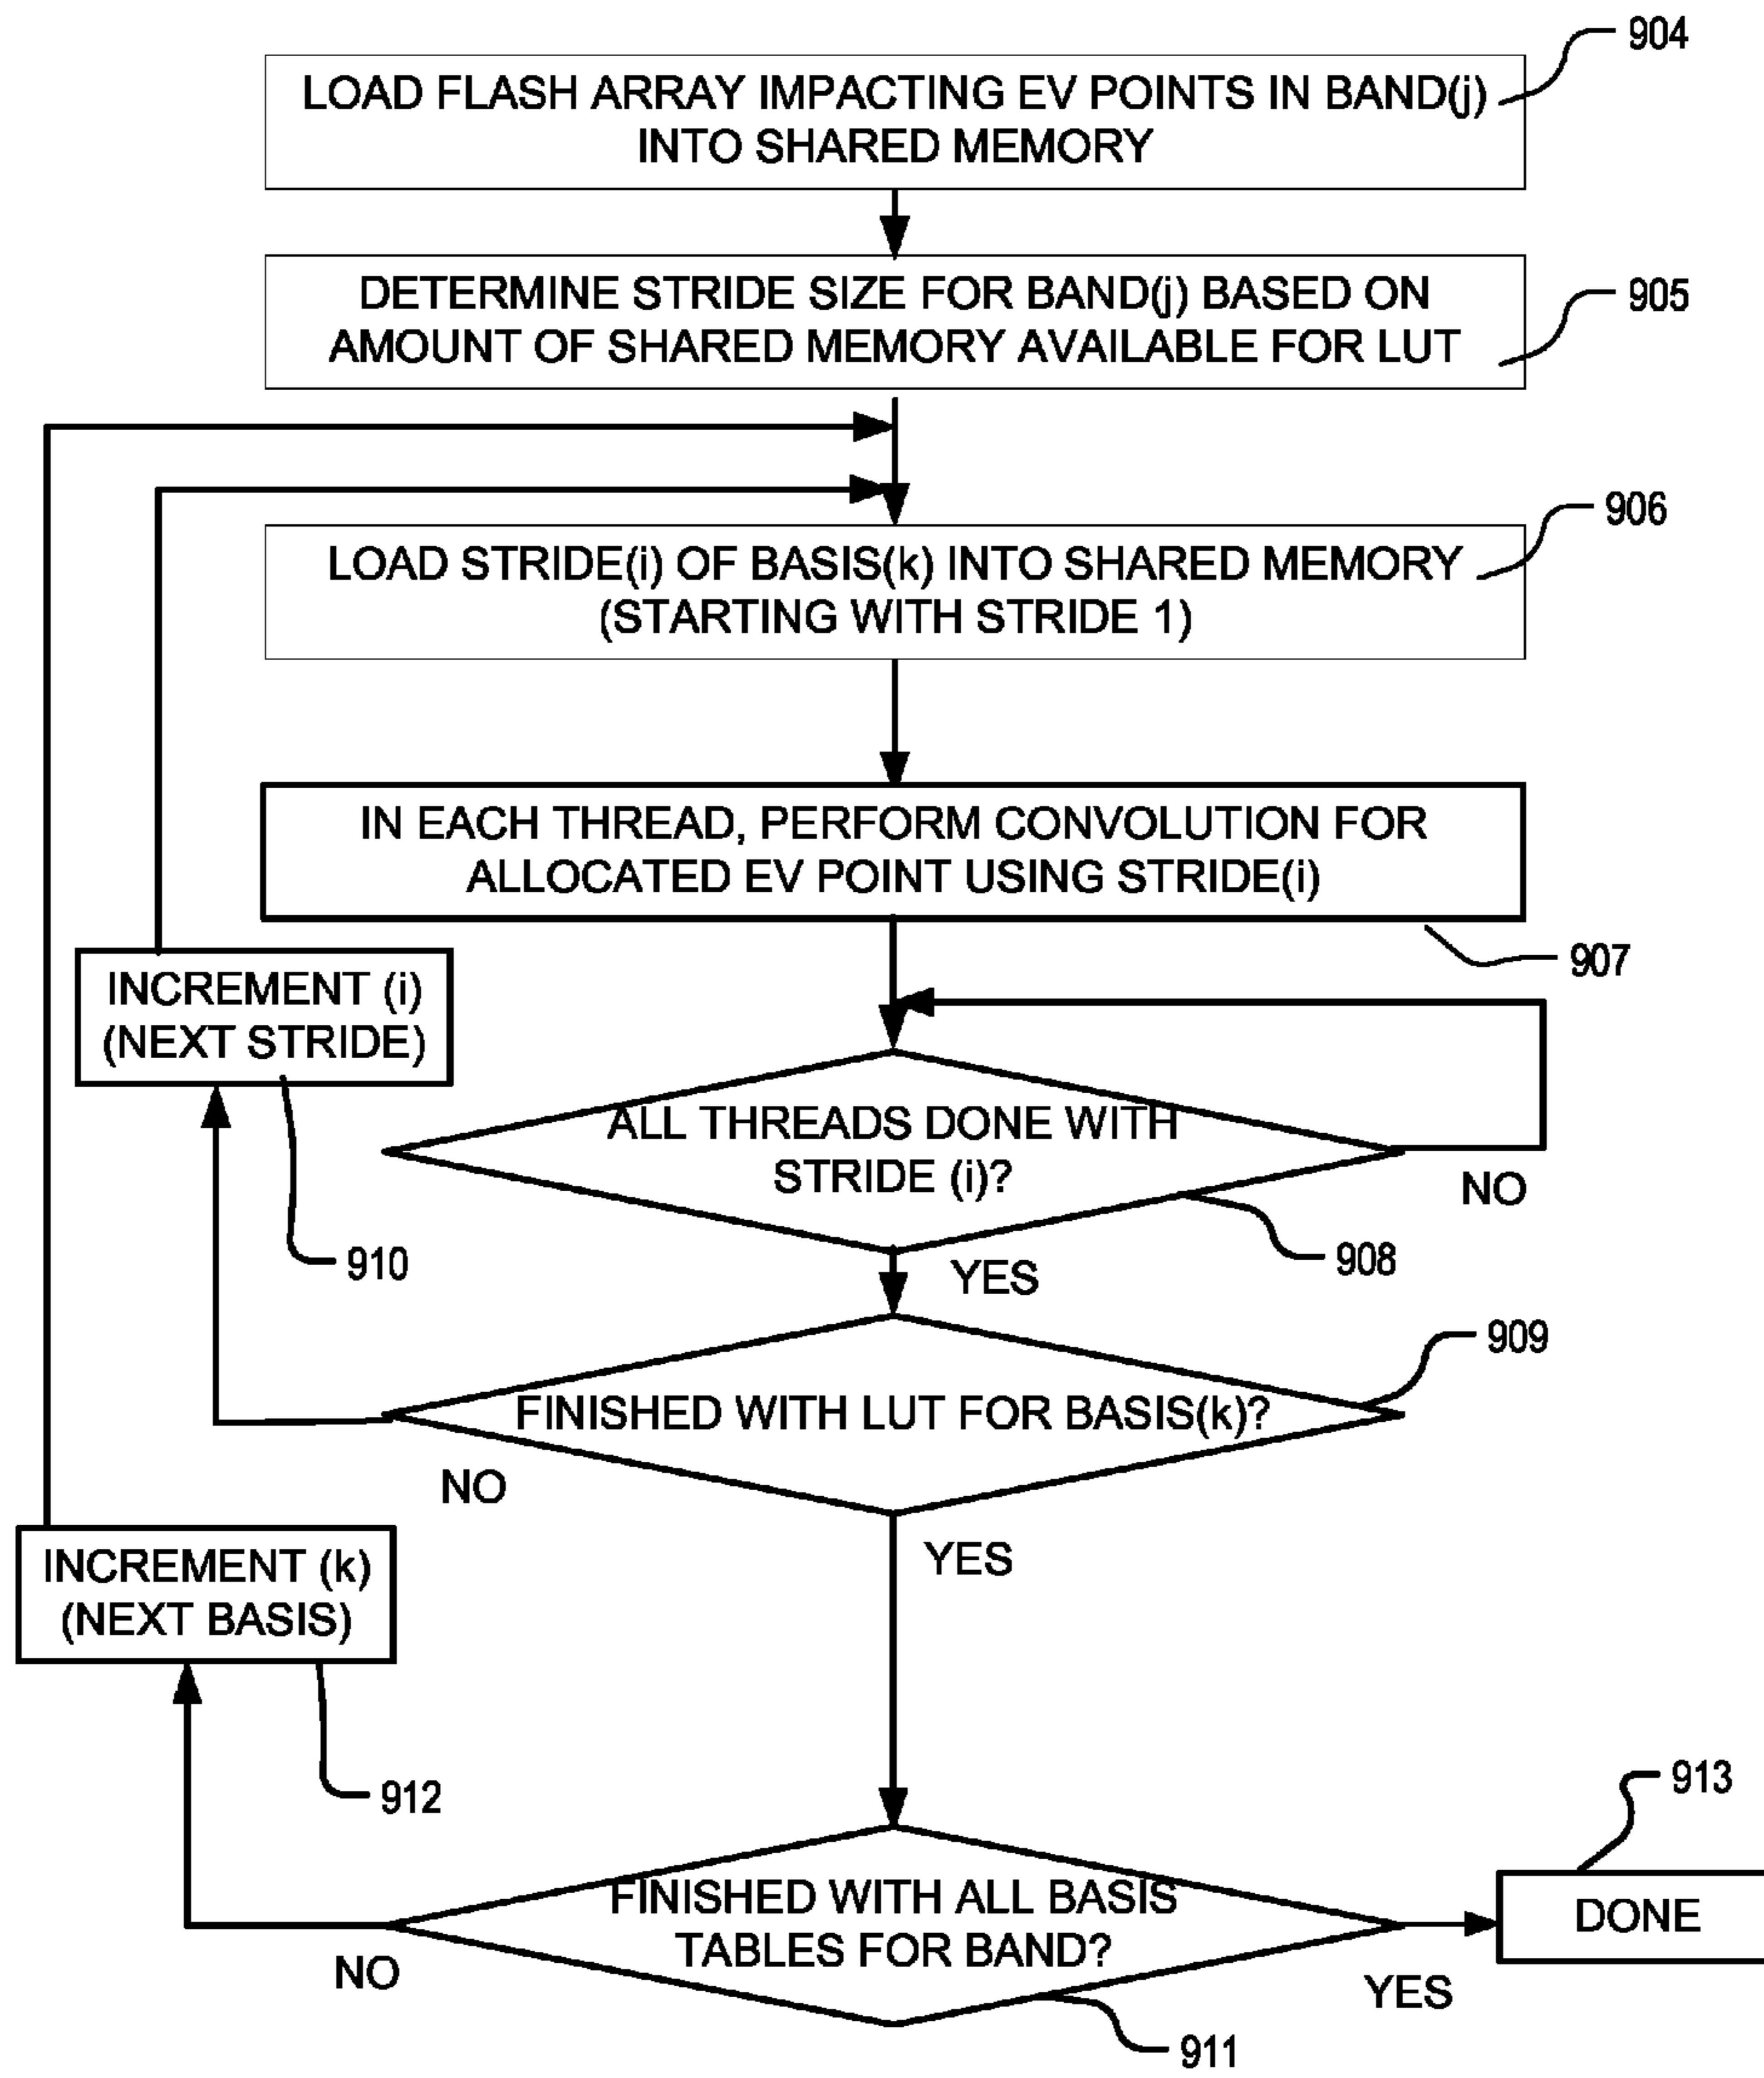 904
LOAD FLASH ARRAY IMPACTING EV POINTS IN BAND(j)
INTO SHARED MEMORY
DETERMINE STRIDE SIZE FOR BAND(j) BASED ON
AMOUNT OF SHARED MEMORY AVAILABLE FOR LUT
905
906
LOAD STRIDE(i) OF BASIS(k) INTO SHARED MEMORY
(STARTING WITH STRIDE 1)
IN EACH THREAD, PERFORM CONVOLUTION FOR
ALLOCATED EV POINT USING STRIDE(i)
907
INCREMENT (i)
(NEXT STRIDE)
ALL THREADS DONE WITH
STRIDE (i)?
NO
910
908
YES
909
FINISHED WITH LUT FOR BASIS(k)?
NO
YES
INCREMENT (k)
(NEXT BASIS)
912
913
FINISHED WITH ALL BASIS
TABLES FOR BAND?
DONE
NO
YES
911